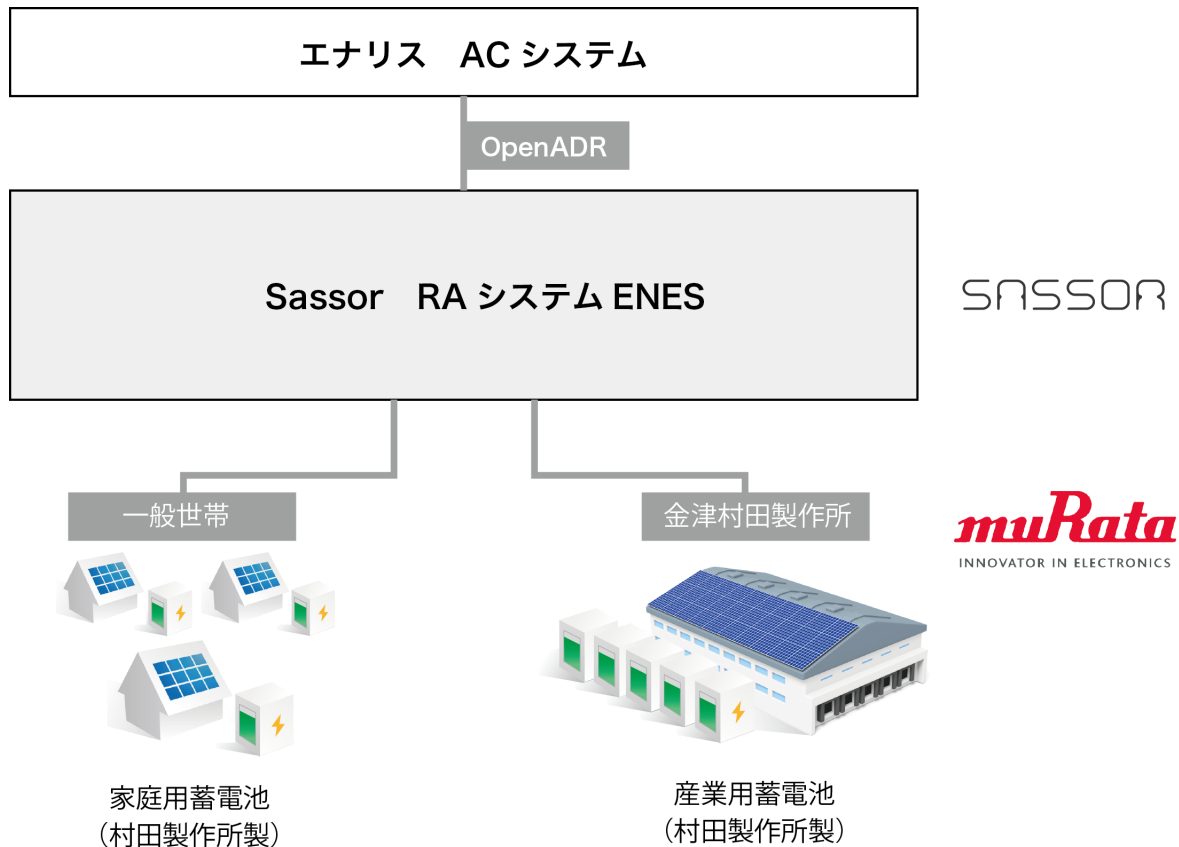 エナリス　AC システム
OpenADR
Sassor　RA システム ENES
SASSOR
一般世帯
金津村田製作所
muRata
INNOVATOR IN ELECTRONICS
家庭用蓄電池
（村田製作所製）
産業用蓄電池
（村田製作所製）